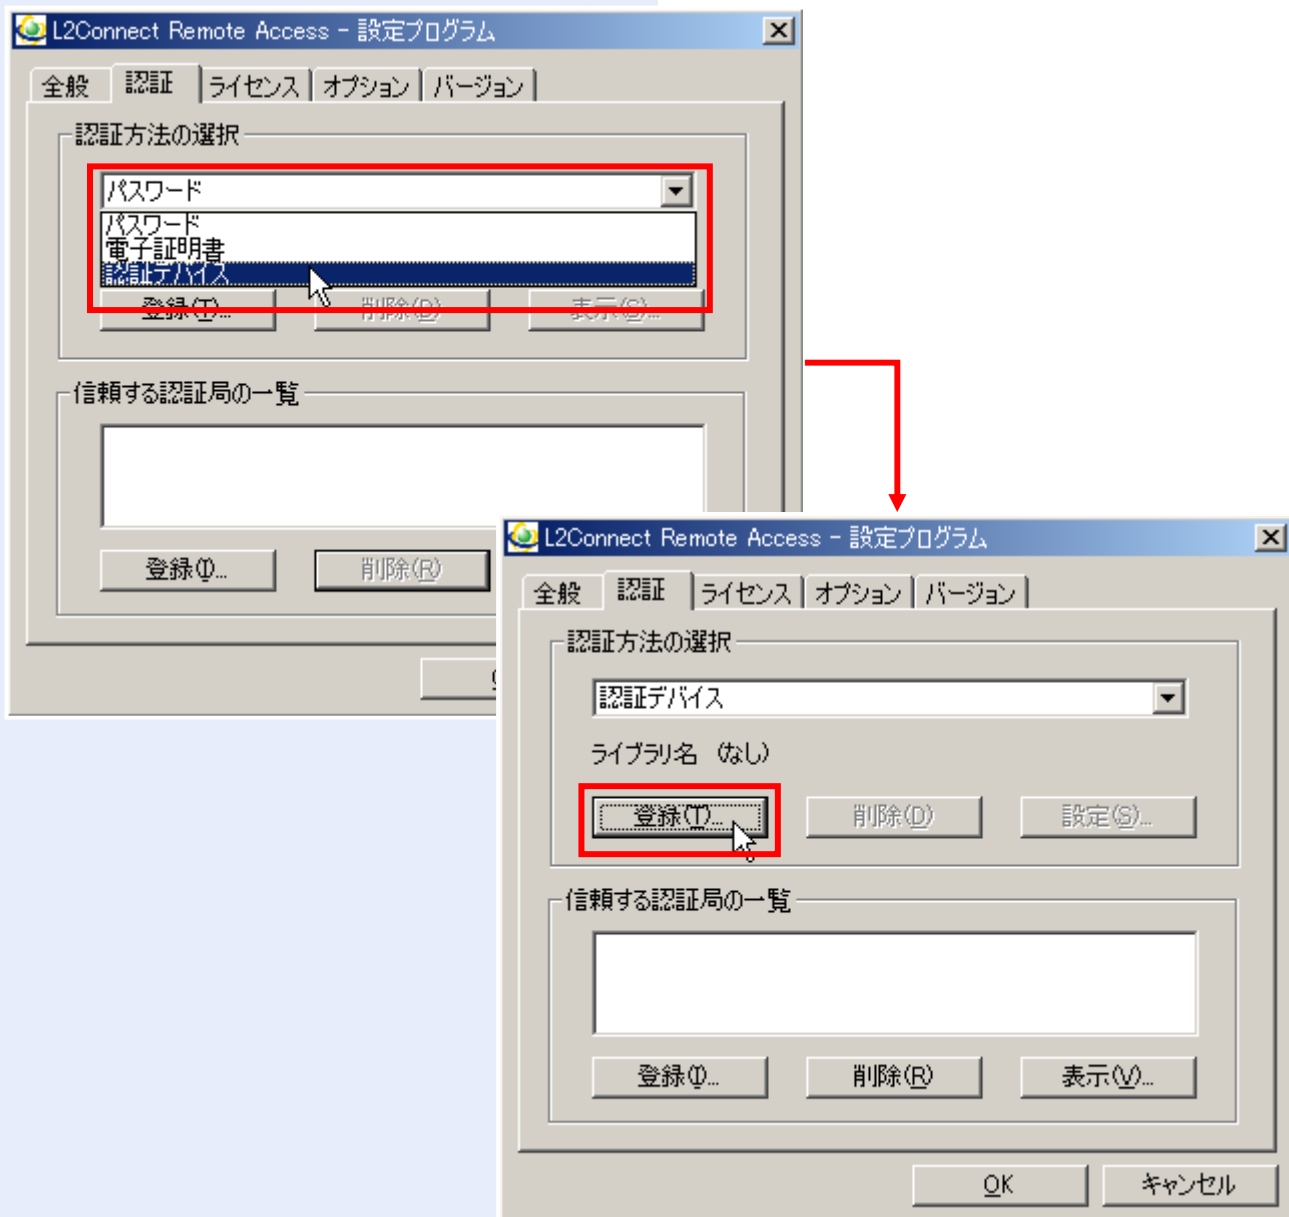 L2Connect Remote Access - 設定プログラム
全般 認証 ライセンス オプション バージョン
認証方法の選択
パスワード
パスワード
電子証明書
認証デバイス
登録(T)... 削除(D) 表示(S)...
信頼する認証局の一覧
登録(I)... 削除(R)
L2Connect Remote Access - 設定プログラム
全般 認証 ライセンス オプション バージョン
認証方法の選択
認証デバイス
ライブラリ名 (なし)
登録(T)... 削除(D) 設定(S)...
信頼する認証局の一覧
登録(I)... 削除(R) 表示(V)...
OK キャンセル